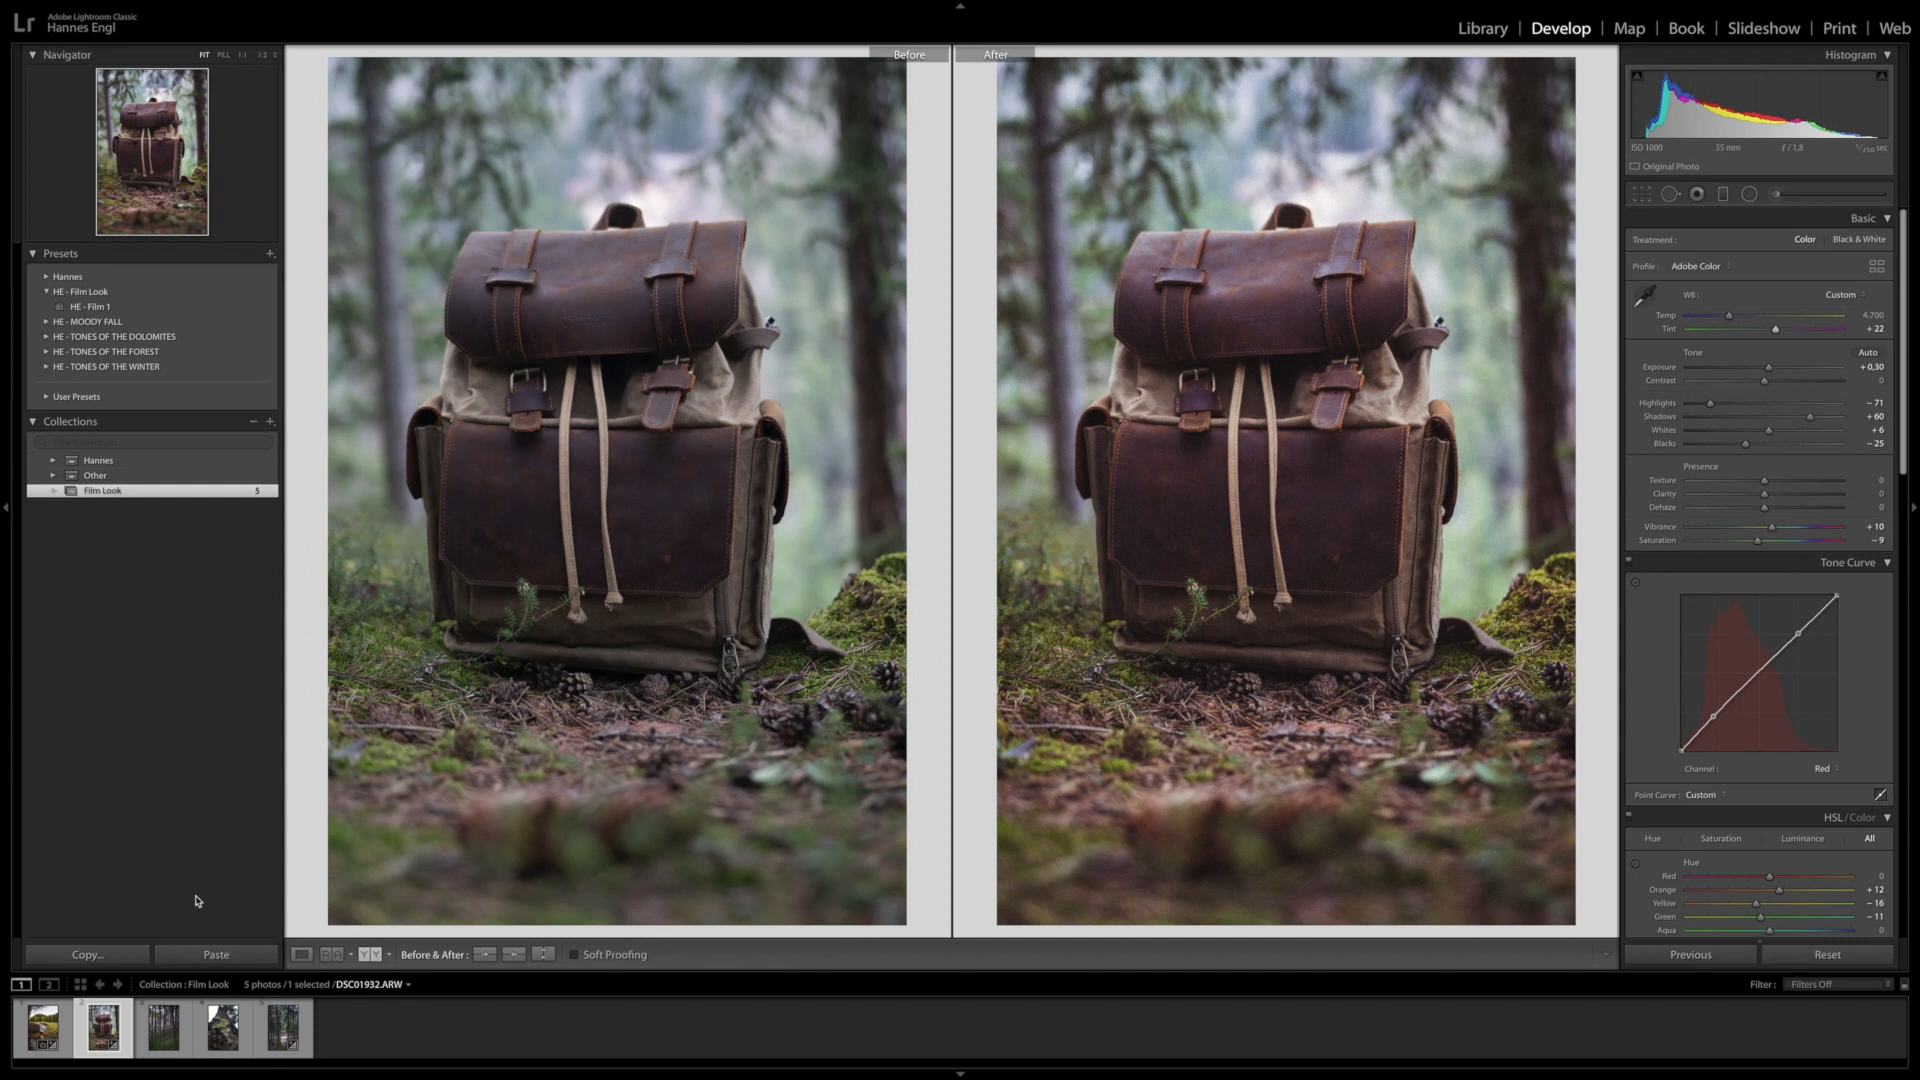 Lr Adobe Lightroom Classic
Hannes Engl
Library | Develop | Map | Book | Slideshow | Print | Web
Navigator FIT FILL 1:1 1:2
Presets
Hannes
HE - Film Look
HE - Film 1
HE - MOODY FALL
HE - TONES OF THE DOLOMITES
HE - TONES OF THE FOREST
HE - TONES OF THE WINTER
User Presets
Collections
Hannes
Other
Film Look 5
Copy... Paste
Before
After
Before & After : Soft Proofing
Histogram
ISO 1000 35 mm ƒ / 1,8 1/250 sec
Original Photo
Basic
Treatment : Color Black & White
Profile : Adobe Color
WB : Custom
Temp 4.700
Tint + 22
Tone Auto
Exposure + 0,30
Contrast 0
Highlights − 71
Shadows + 60
Whites + 6
Blacks − 25
Presence
Texture 0
Clarity 0
Dehaze 0
Vibrance + 10
Saturation − 9
Tone Curve
Channel : Red
Point Curve : Custom
HSL / Color
Hue Saturation Luminance All
Hue
Red 0
Orange + 12
Yellow − 16
Green − 11
Aqua 0
Previous Reset
1 2 Collection : Film Look 5 photos / 1 selected / DSC01932.ARW
Filter : Filters Off